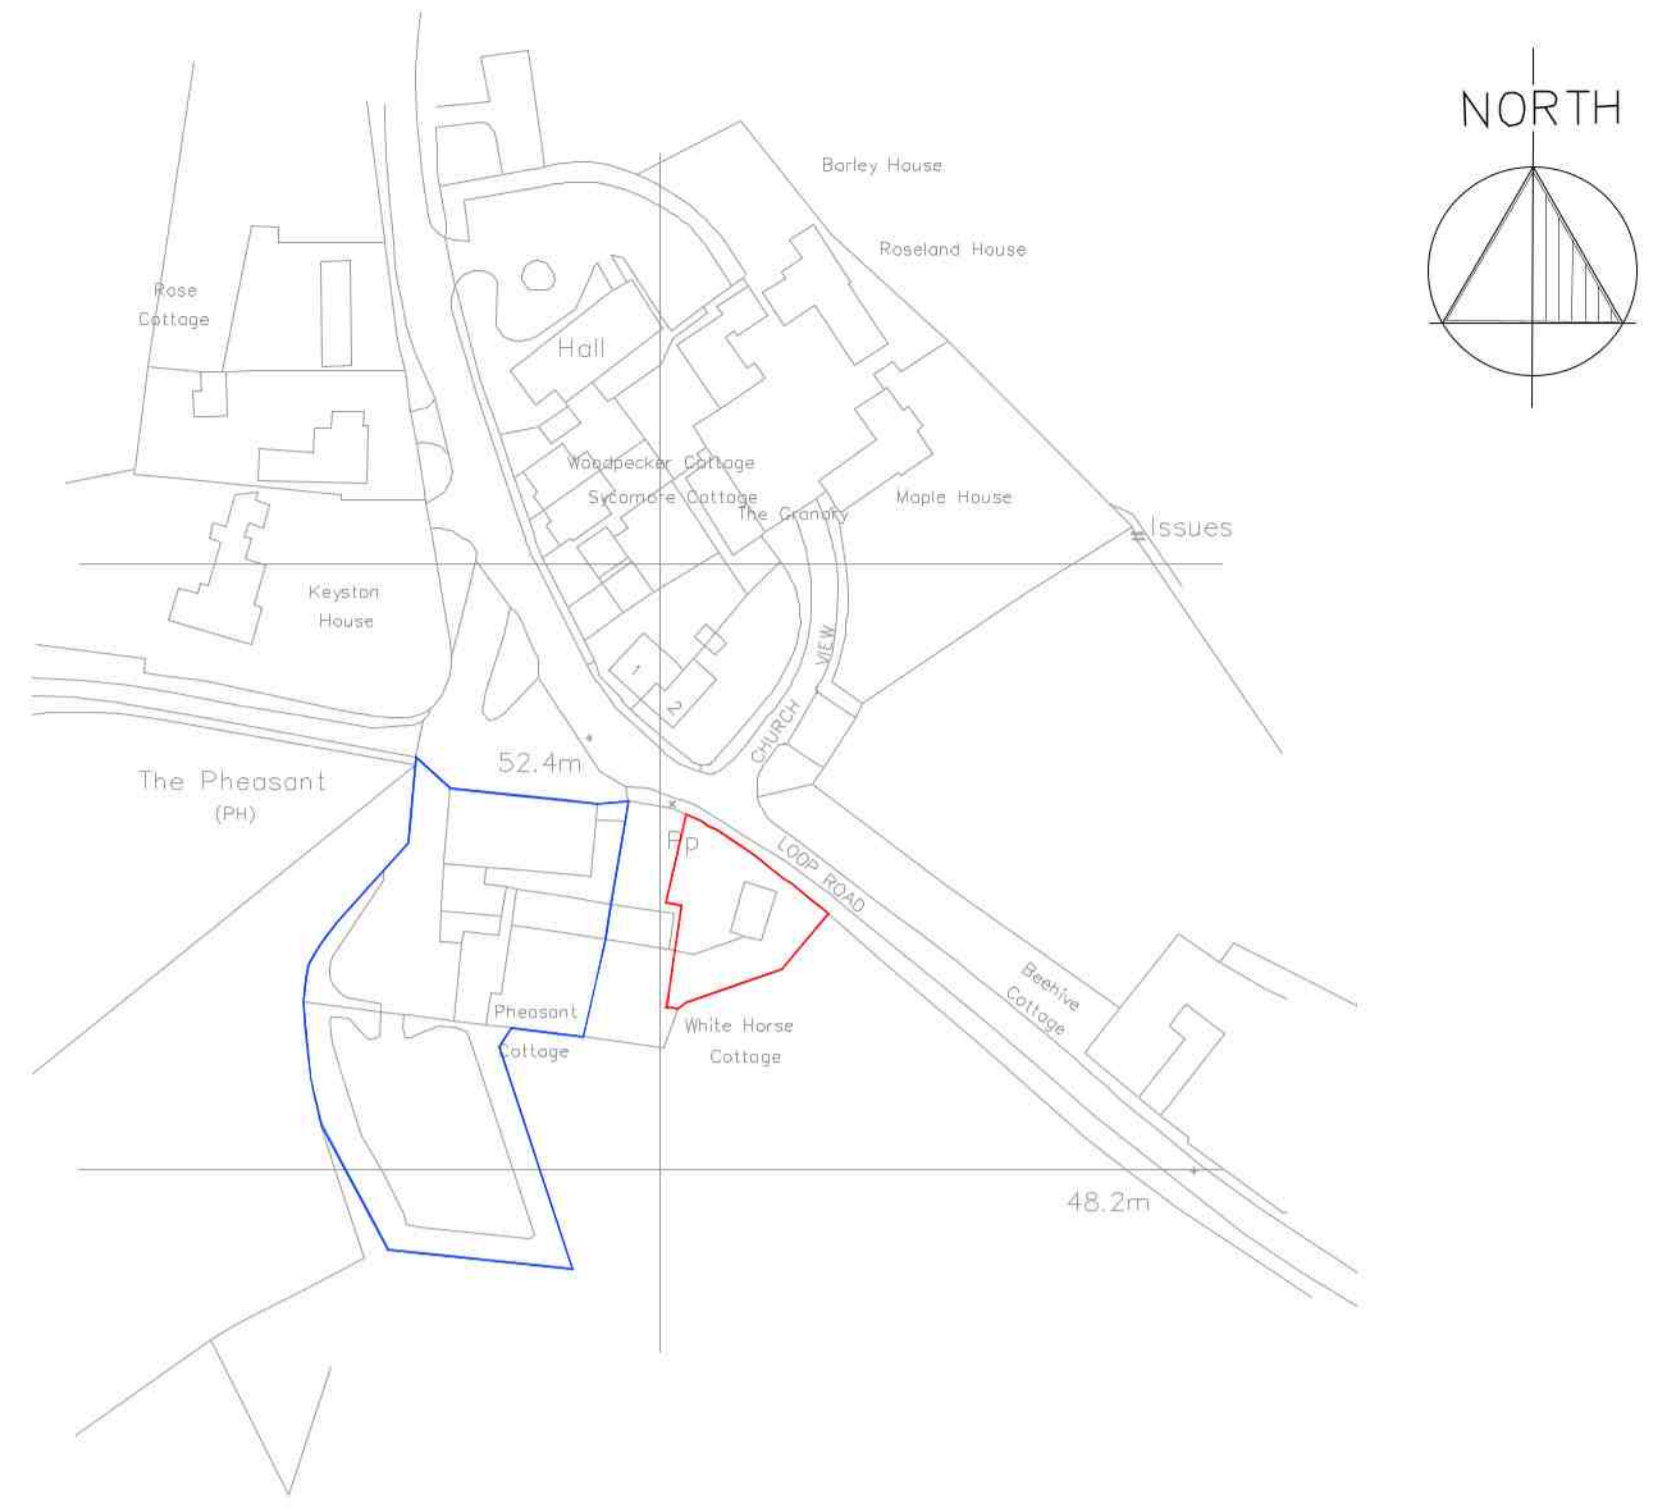 NORTH
Barley House
Roseland House
Rose
Cottage
Hall
Woodpecker Cottage
Sycamore Cottage
The Granary
Maple House
Issues
Keyston
House
1
2
CHURCH VIEW
52.4m
The Pheasant
(PH)
Pp
LOOP ROAD
Beehive
Cottage
Pheasant
Cottage
White Horse
Cottage
48.2m